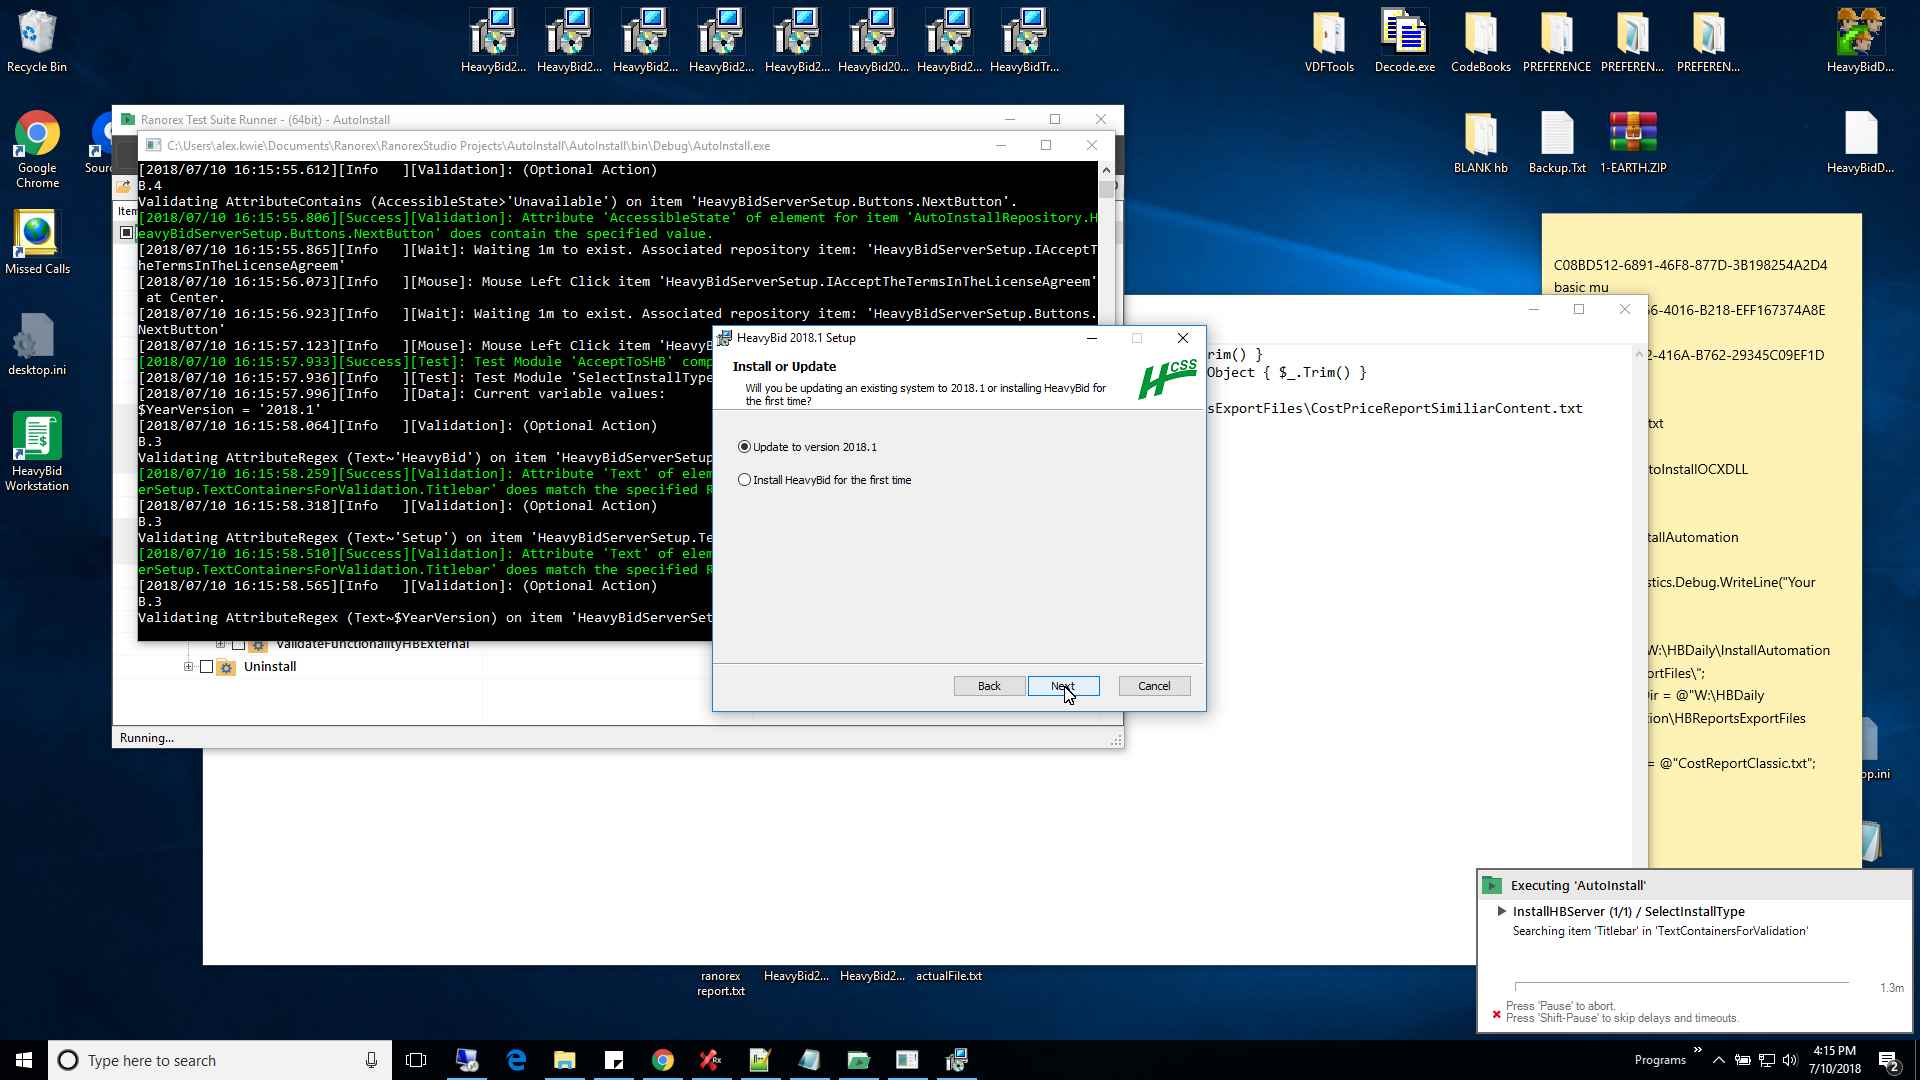 Recycle Bin
HeavyBid2...
HeavyBid2...
HeavyBid2...
HeavyBid2...
HeavyBid2...
HeavyBid20...
HeavyBid2...
HeavyBidTr...
VDFTools
Decode.exe
CodeBooks
PREFERENCE
PREFEREN...
PREFEREN...
HeavyBidD...
Google
Chrome
Sour
BLANK hb
Backup.Txt
1-EARTH.ZIP
HeavyBidD...
Missed Calls
desktop.ini
HeavyBid
Workstation
Ranorex Test Suite Runner - (64bit) - AutoInstall
Item
C:\Users\alex.kwie\Documents\Ranorex\RanorexStudio Projects\AutoInstall\AutoInstall\bin\Debug\AutoInstall.exe
[2018/07/10 16:15:55.612][Info   ][Validation]: (Optional Action)
B.4
Validating AttributeContains (AccessibleState>'Unavailable') on item 'HeavyBidServerSetup.Buttons.NextButton'.
[2018/07/10 16:15:55.806][Success][Validation]: Attribute 'AccessibleState' of element for item 'AutoInstallRepository.H
eavyBidServerSetup.Buttons.NextButton' does contain the specified value.
[2018/07/10 16:15:55.865][Info   ][Wait]: Waiting 1m to exist. Associated repository item: 'HeavyBidServerSetup.IAcceptT
heTermsInTheLicenseAgreem'
[2018/07/10 16:15:56.073][Info   ][Mouse]: Mouse Left Click item 'HeavyBidServerSetup.IAcceptTheTermsInTheLicenseAgreem'
 at Center.
[2018/07/10 16:15:56.923][Info   ][Wait]: Waiting 1m to exist. Associated repository item: 'HeavyBidServerSetup.Buttons.
NextButton'
[2018/07/10 16:15:57.123][Info   ][Mouse]: Mouse Left Click
[2018/07/10 16:15:57.933][Success][Test]: Test Module 'AcceptToSHB' comp
[2018/07/10 16:15:57.936][Info   ][Test]: Test Module 'SelectInstallType
[2018/07/10 16:15:57.996][Info   ][Data]: Current variable values:
$YearVersion = '2018.1'
[2018/07/10 16:15:58.064][Info   ][Validation]: (Optional Action)
B.3
Validating AttributeRegex (Text~'HeavyBid') on item 'HeavyBidServerSetup
[2018/07/10 16:15:58.259][Success][Validation]: Attribute 'Text' of elem
erSetup.TextContainersForValidation.Titlebar' does match the specified R
[2018/07/10 16:15:58.318][Info   ][Validation]: (Optional Action)
B.3
Validating AttributeRegex (Text~'Setup') on item 'HeavyBidServerSetup.Te
[2018/07/10 16:15:58.510][Success][Validation]: Attribute 'Text' of elem
erSetup.TextContainersForValidation.Titlebar' does match the specified R
[2018/07/10 16:15:58.565][Info   ][Validation]: (Optional Action)
B.3
Validating AttributeRegex (Text~$YearVersion) on item 'HeavyBidServerSet
ValidateFunctionalityHBExternal
Uninstall
Running...
HeavyBid 2018.1 Setup
Install or Update
Will you be updating an existing system to 2018.1 or installing HeavyBid for
the first time?
HCSS
Update to version 2018.1
Install HeavyBid for the first time
Back
Next
Cancel
rim() }
Object { $_.Trim() }
sExportFiles\CostPriceReportSimiliarContent.txt
C08BD512-6891-46F8-877D-3B198254A2D4
basic mu
6-4016-B218-EFF167374A8E
2-416A-B762-29345C09EF1D
txt
toInstallOCXDLL
tallAutomation
stics.Debug.WriteLine("Your
W:\HBDaily\InstallAutomation
ortFiles\";
Dir = @"W:\HBDaily
tion\HBReportsExportFiles
= @"CostReportClassic.txt";
op.ini
ranorex
report.txt
HeavyBid2...
HeavyBid2...
actualFile.txt
Executing 'AutoInstall'
InstallHBServer (1/1) / SelectInstallType
Searching item 'Titlebar' in 'TextContainersForValidation'
1.3m
Press 'Pause' to abort.
Press 'Shift-Pause' to skip delays and timeouts.
Type here to search
Programs
4:15 PM
7/10/2018
2